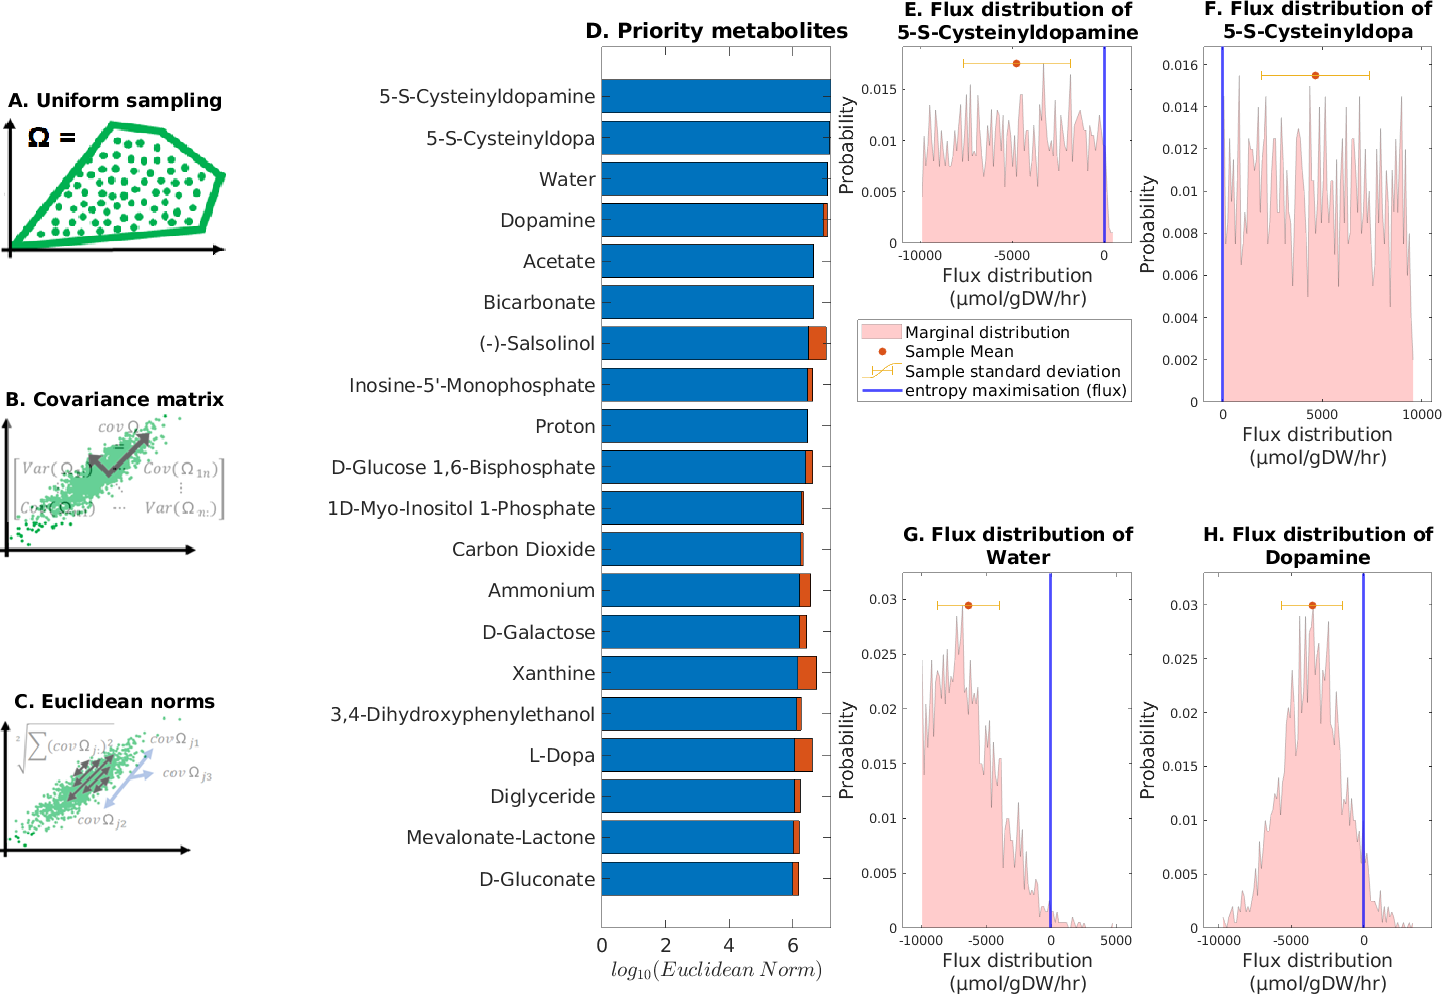 A. Uniform sampling
Ω =
B. Covariance matrix
cov Ω
Var(Ω
Cov(Ω1n)
Cov(Ω
Var(Ω
C. Euclidean norms
covΩj1
covΩj3
covΩj2
D. Priority metabolites
5-S-Cysteinyldopamine
5-S-Cysteinyldopa
Water
Dopamine
Acetate
Bicarbonate
(-)-Salsolinol
Inosine-5'-Monophosphate
Proton
D-Glucose 1,6-Bisphosphate
1D-Myo-Inositol 1-Phosphate
Carbon Dioxide
Ammonium
D-Galactose
Xanthine
3,4-Dihydroxyphenylethanol
L-Dopa
Diglyceride
Mevalonate-Lactone
D-Gluconate
0 2 4 6
log10(Euclidean Norm)
E. Flux distribution of
5-S-Cysteinyldopamine
Probability
0.015
0.01
0.005
0
-10000 -5000 0
Flux distribution
(μmol/gDW/hr)
Marginal distribution
Sample Mean
Sample standard deviation
entropy maximisation (flux)
F. Flux distribution of
5-S-Cysteinyldopa
Probability
0.016
0.014
0.012
0.01
0.008
0.006
0.004
0.002
0
0 5000 10000
Flux distribution
(μmol/gDW/hr)
G. Flux distribution of
Water
Probability
0.03
0.025
0.02
0.015
0.01
0.005
0
-10000 -5000 0 5000
Flux distribution
(μmol/gDW/hr)
H. Flux distribution of
Dopamine
Probability
0.03
0.025
0.02
0.015
0.01
0.005
0
-10000 -5000 0
Flux distribution
(μmol/gDW/hr)